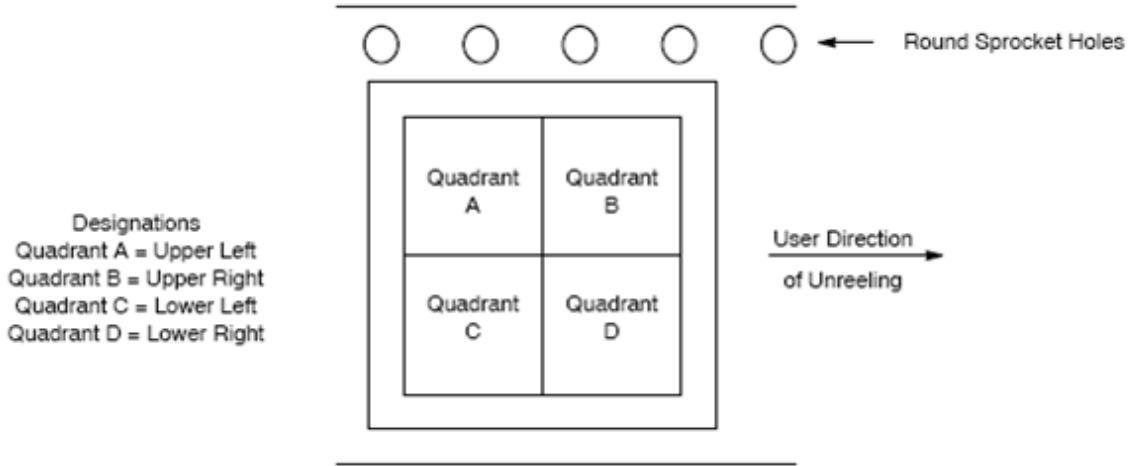 Round Sprocket Holes
Quadrant
A
Quadrant
B
Designations
Quadrant A = Upper Left
Quadrant B = Upper Right
Quadrant C = Lower Left
Quadrant D = Lower Right
User Direction
of Unreeling
Quadrant
C
Quadrant
D